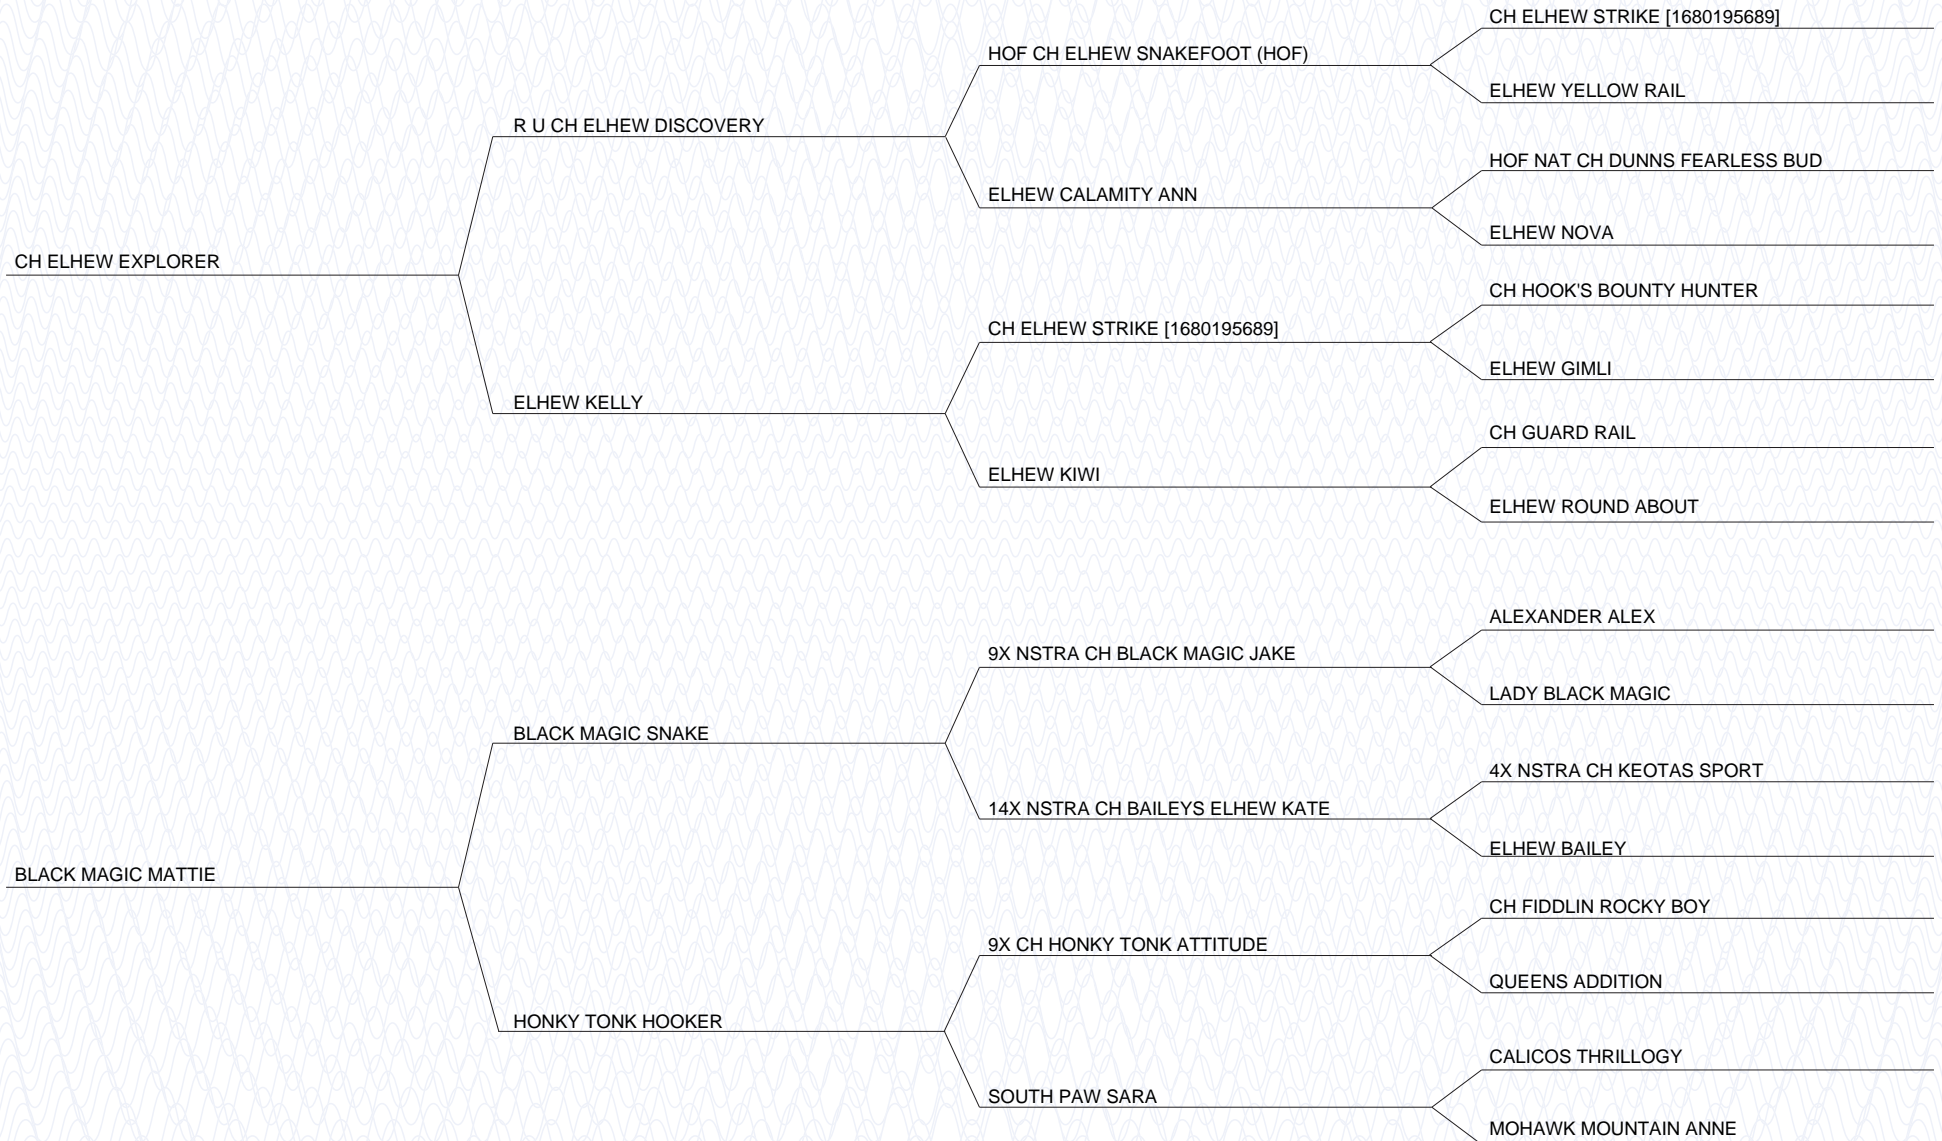 CH ELHEW STRIKE [1680195689]
HOF CH ELHEW SNAKEFOOT (HOF)
ELHEW YELLOW RAIL
R U CH ELHEW DISCOVERY
HOF NAT CH DUNNS FEARLESS BUD
ELHEW CALAMITY ANN
ELHEW NOVA
CH ELHEW EXPLORER
CH HOOK'S BOUNTY HUNTER
CH ELHEW STRIKE [1680195689]
ELHEW GIMLI
ELHEW KELLY
CH GUARD RAIL
ELHEW KIWI
ELHEW ROUND ABOUT
ALEXANDER ALEX
9X NSTRA CH BLACK MAGIC JAKE
LADY BLACK MAGIC
BLACK MAGIC SNAKE
4X NSTRA CH KEOTAS SPORT
14X NSTRA CH BAILEYS ELHEW KATE
ELHEW BAILEY
BLACK MAGIC MATTIE
CH FIDDLIN ROCKY BOY
9X CH HONKY TONK ATTITUDE
QUEENS ADDITION
HONKY TONK HOOKER
CALICOS THRILLOGY
SOUTH PAW SARA
MOHAWK MOUNTAIN ANNE